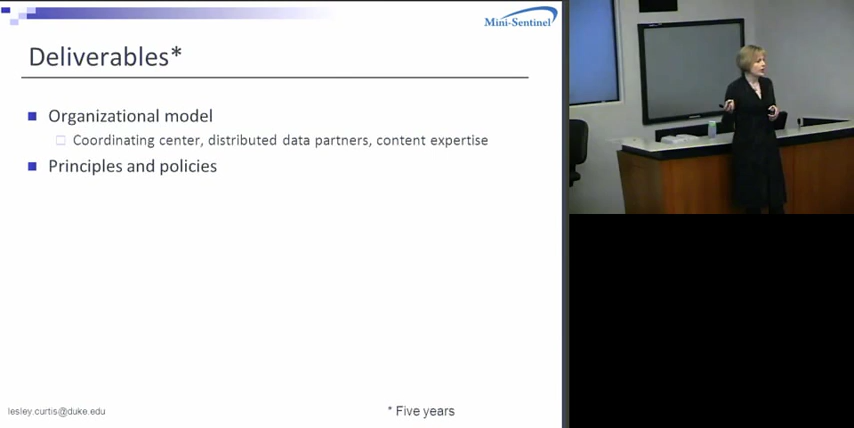 Mini-Sentinel
Deliverables*
Organizational model
Coordinating center, distributed data partners, content expertise
Principles and policies
lesley.curtis@duke.edu
* Five years